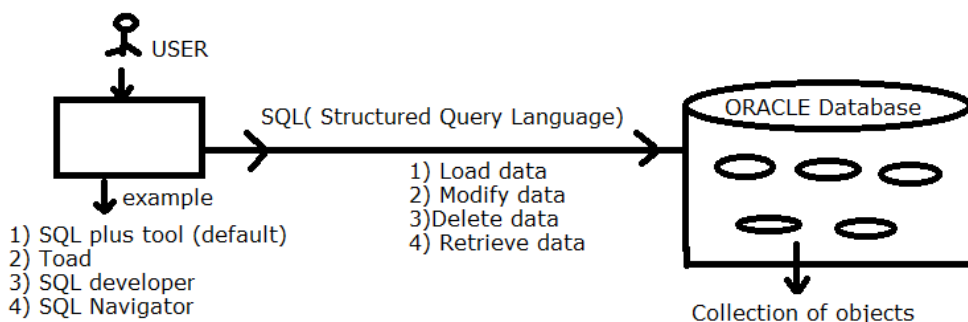 USER
SQL( Structured Query Language)
ORACLE Database
example
1) Load data
2) Modify data
3)Delete data
4) Retrieve data
1) SQL plus tool (default)
2) Toad
3) SQL developer
4) SQL Navigator
Collection of objects